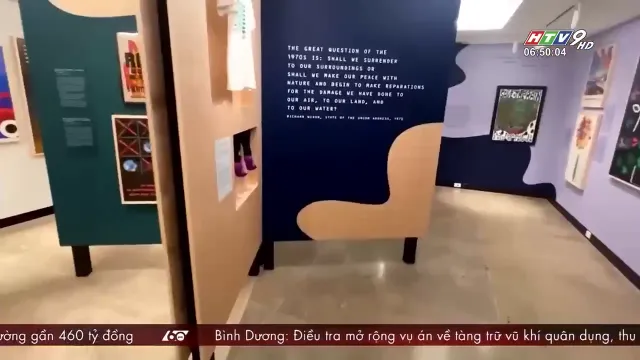 HTV9 HD
06:50:04
THE GREAT QUESTION OF THE
1970S IS: SHALL WE SURRENDER
TO OUR SURROUNDINGS OR
SHALL WE MAKE OUR PEACE WITH
NATURE AND BEGIN TO MAKE REPARATIONS
FOR THE DAMAGE WE HAVE DONE TO
OUR AIR, TO OUR LAND, AND
TO OUR WATER?
RICHARD NIXON, STATE OF THE UNION ADDRESS, 1970
ường gần 460 tỷ đồng
60
Bình Dương: Điều tra mở rộng vụ án về tàng trữ vũ khí quân dụng, thu